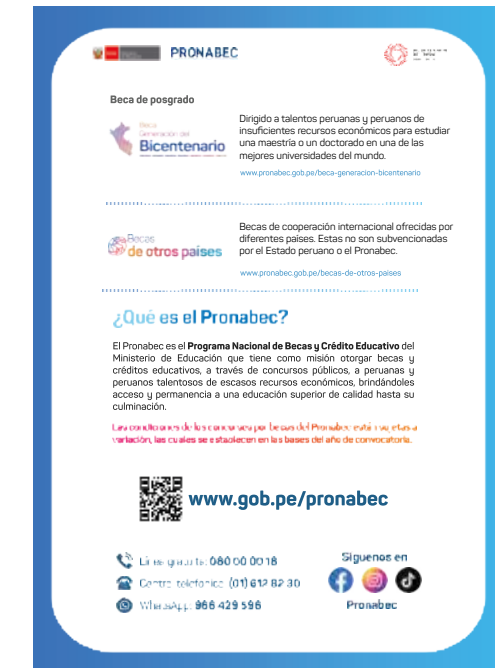 PRONABEC
Beca de posgrado
Beca
Generación del
Bicentenario
Dirigido a talentos peruanas y peruanos de
insuficientes recursos económicos para estudiar
una maestría o un doctorado en una de las
mejores universidades del mundo.
www.pronabec.gob.pe/beca-generacion-bicentenario
Becas
de otros países
Becas de cooperación internacional ofrecidas por
diferentes países. Estas no son subvencionadas
por el Estado peruano o el Pronabec.
www.pronabec.gob.pe/becas-de-otros-paises
¿Qué es el Pronabec?
El Pronabec es el Programa Nacional de Becas y Crédito Educativo del
Ministerio de Educación que tiene como misión otorgar becas y
créditos educativos, a través de concursos públicos, a peruanas y
peruanos talentosos de escasos recursos económicos, brindándoles
acceso y permanencia a una educación superior de calidad hasta su
culminación.
Las condiciones de los concursos por becas del Pronabec están sujetas a
variación, las cuales se establecen en las bases del año de convocatoria.
www.gob.pe/pronabec
Línea gratuita: 080 00 00 18
Central telefónica: (01) 612 82 30
WhatsApp: 966 429 596
Síguenos en
Pronabec